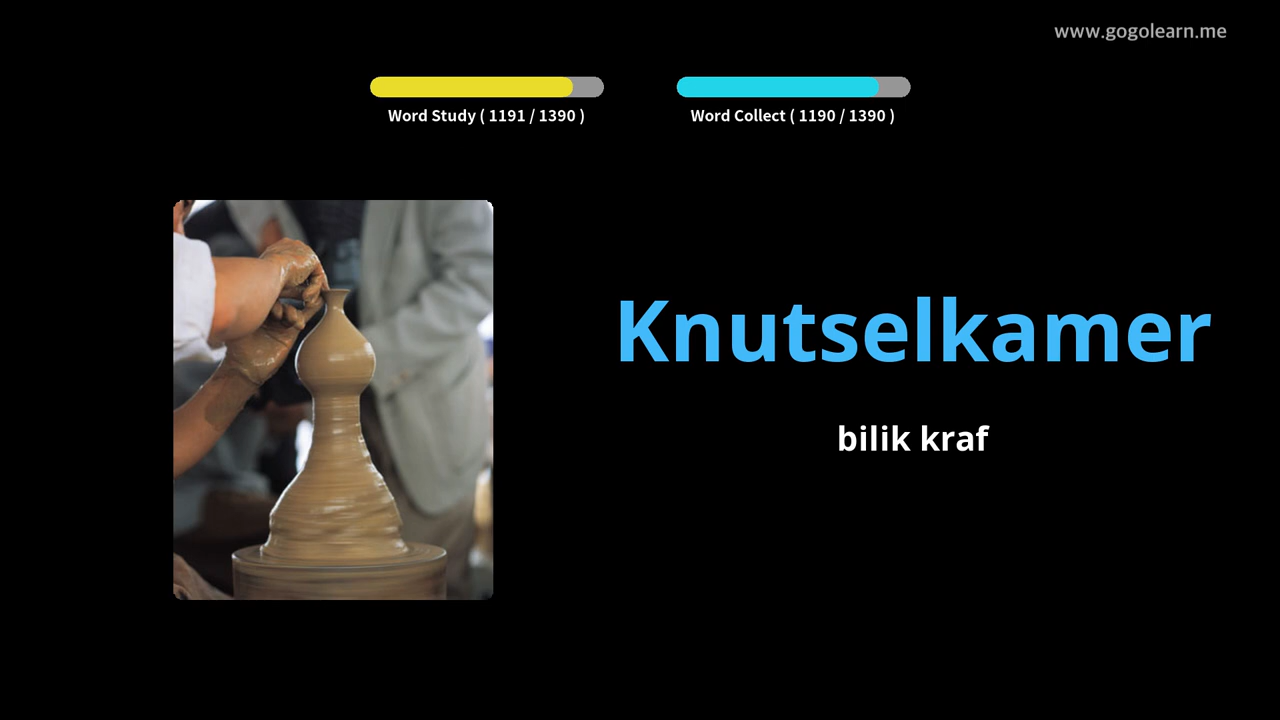 www.gogolearn.me
Word Study ( 1191 / 1390 )
Word Collect ( 1190 / 1390 )
Knutselkamer
bilik kraf